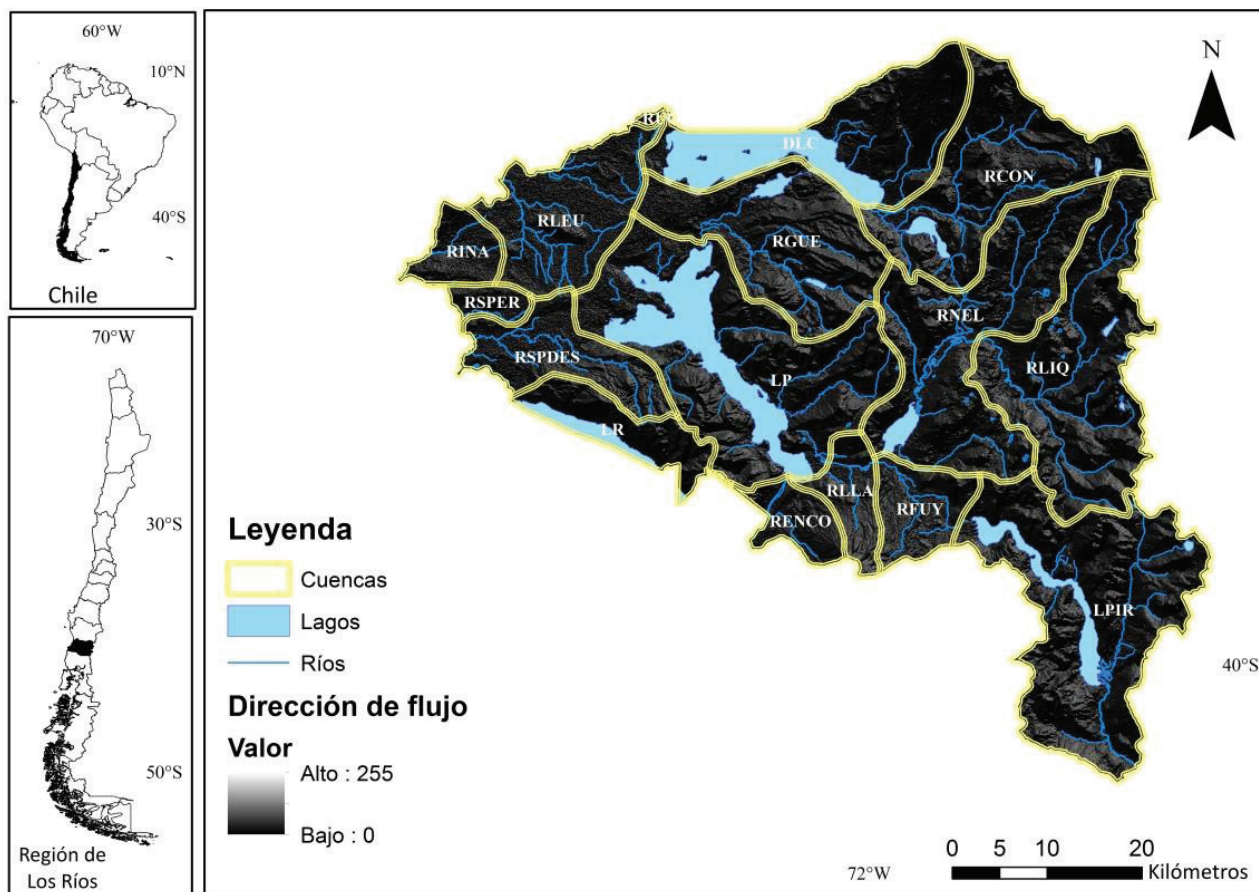 60°W
10°N
40°S
Chile
70°W
30°S
50°S
Región de
Los Ríos
N
DLC
RCON
RLEU
RINA
RGUE
RSPER
RNEL
RSPDES
LP
RLIQ
LR
RLLA
RENCO
RFUY
LPIR
40°S
72°W
Leyenda
Cuencas
Lagos
Ríos
Dirección de flujo
Valor
Alto : 255
Bajo : 0
0 5 10 20
Kilómetros